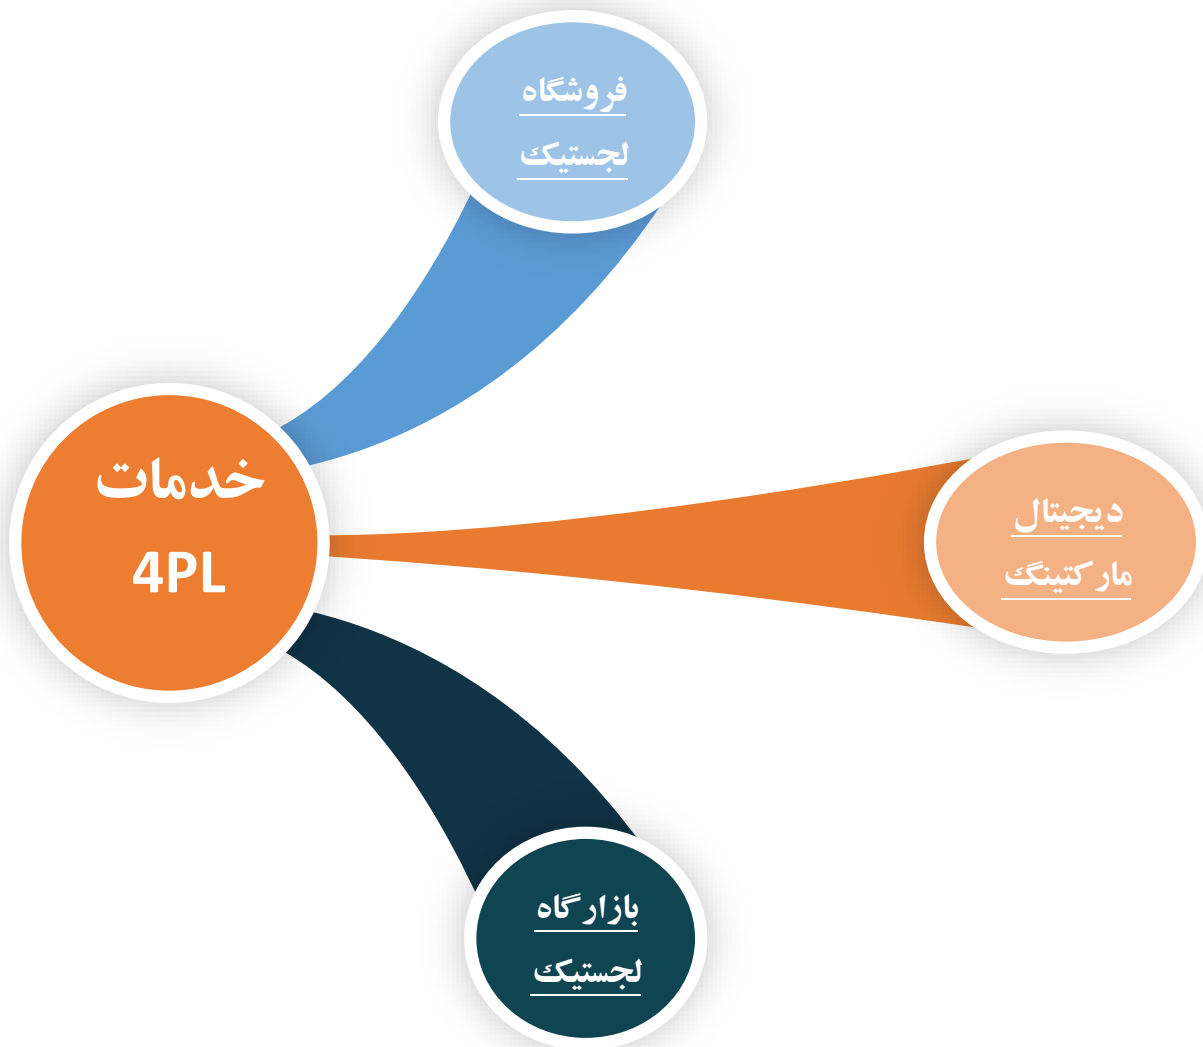 فروشگاه
لجستیک
خدمات
4PL
دیجیتال
مارکتینگ
بازارگاه
لجستیک